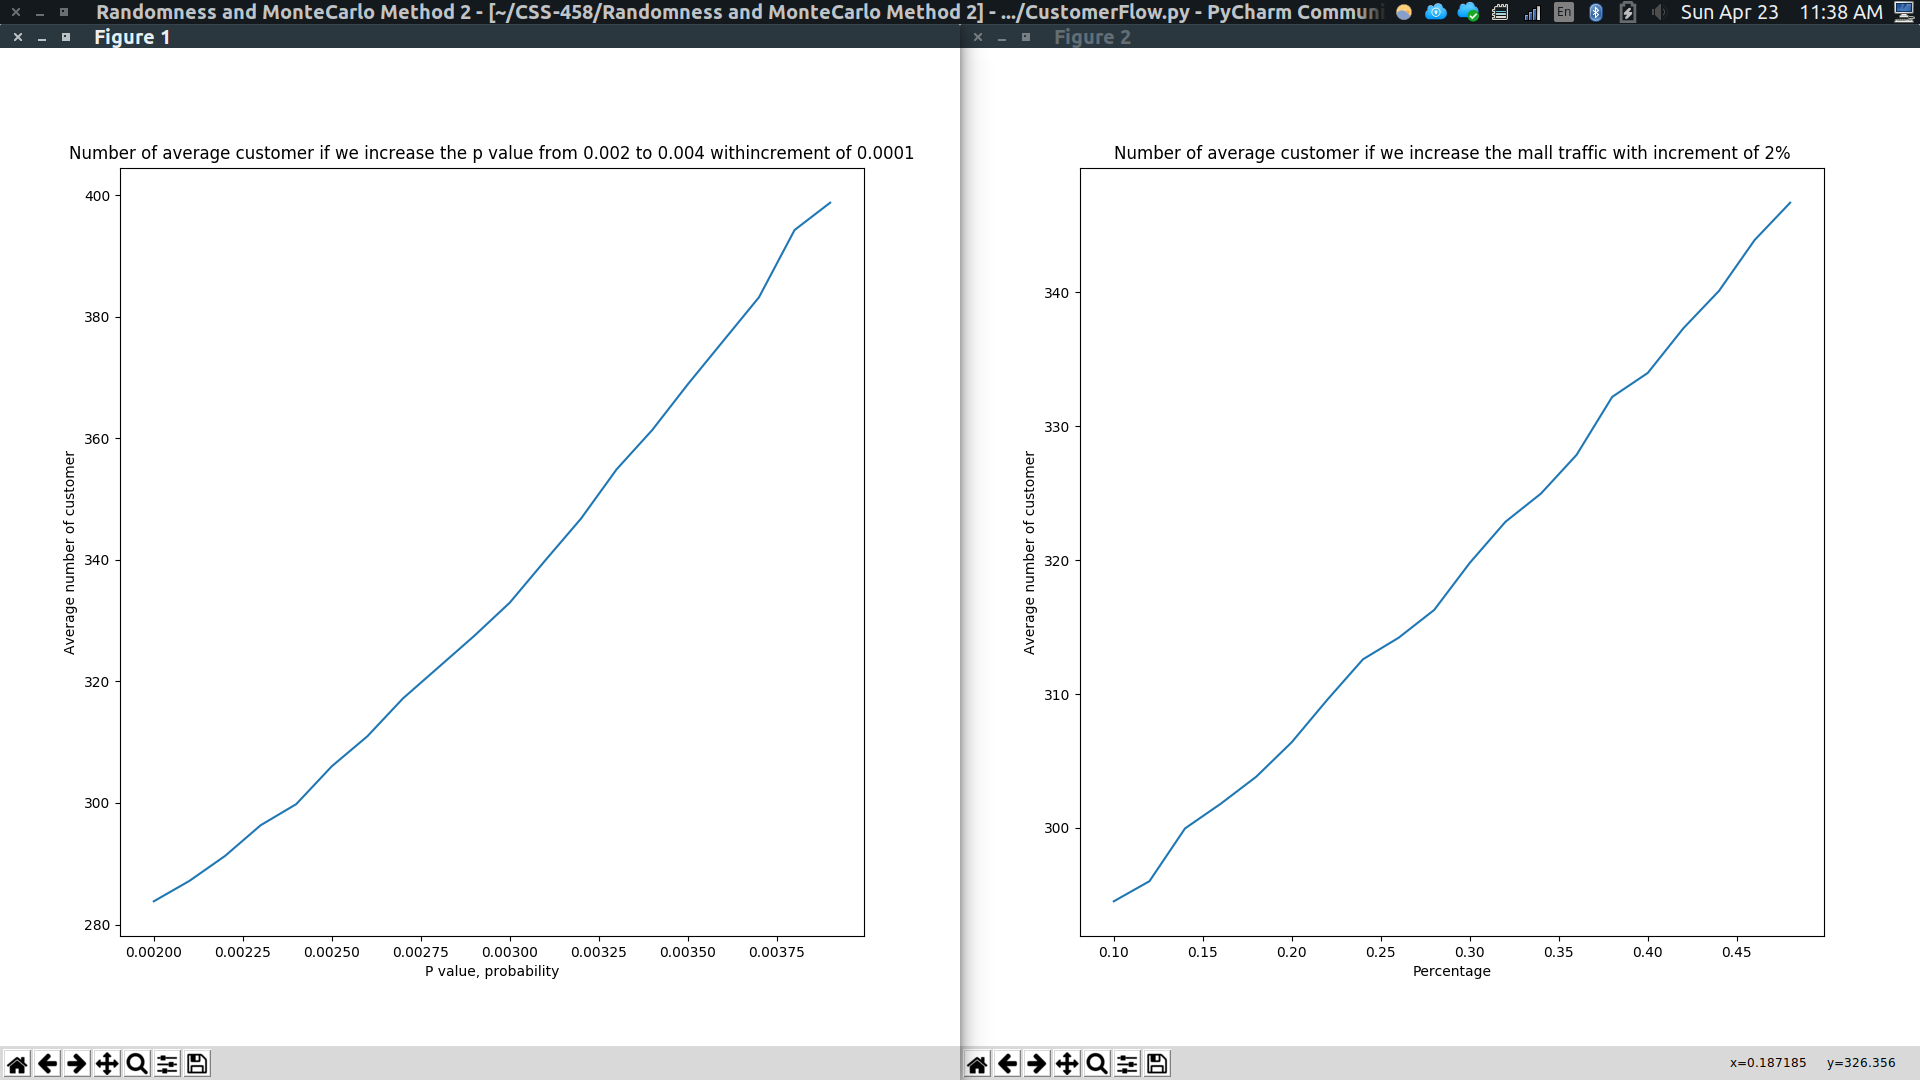 Randomness and MonteCarlo Method 2 - [~/CSS-458/Randomness and MonteCarlo Method 2] - .../CustomerFlow.py - PyCharm Communi
En
Sun Apr 23 11:38 AM
Figure 1
Number of average customer if we increase the p value from 0.002 to 0.004 withincrement of 0.0001
Average number of customer
400
380
360
340
320
300
280
0.00200 0.00225 0.00250 0.00275 0.00300 0.00325 0.00350 0.00375
P value, probability
Figure 2
Number of average customer if we increase the mall traffic with increment of 2%
Average number of customer
340
330
320
310
300
0.10 0.15 0.20 0.25 0.30 0.35 0.40 0.45
Percentage
x=0.187185 y=326.356